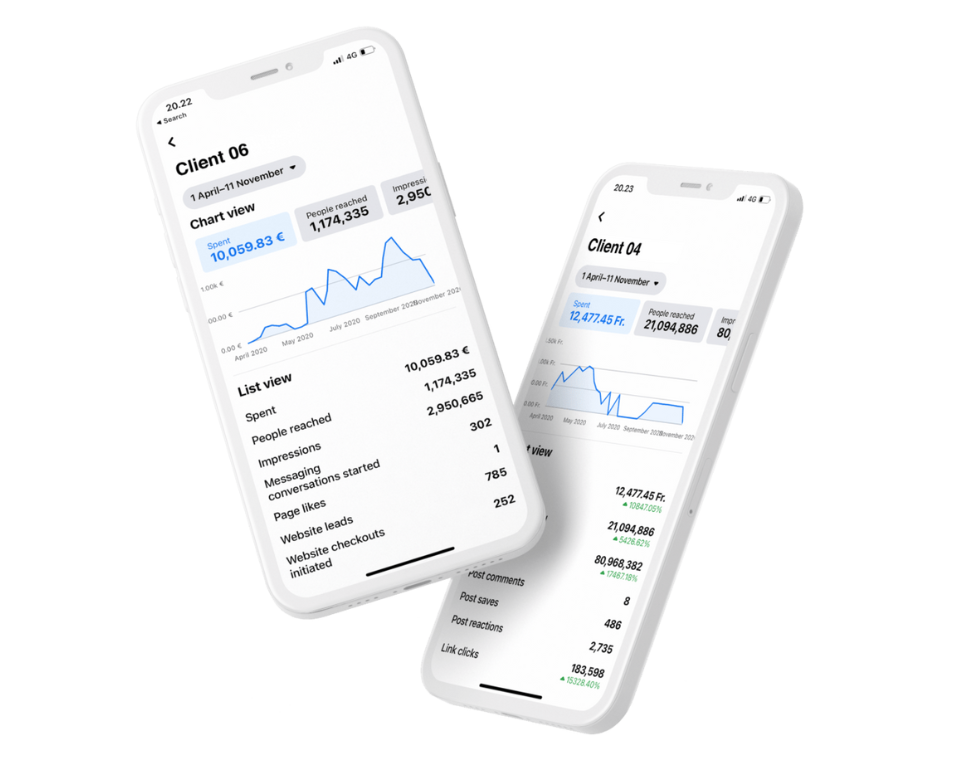 20.22
4G
◀ Search
Client 06
1 April–11 November
Chart view
Spent
10,059.83 €
People reached
1,174,335
Impressi
2,950
1.00k €
00.00 €
0.00 €
April 2020
May 2020
July 2020
September 2020
November 202
List view
Spent 10,059.83 €
People reached 1,174,335
Impressions 2,950,665
Messaging
conversations started 302
Page likes 1
Website leads 785
Website checkouts
initiated 252
20.23
4G
Client 04
1 April–11 November
Spent
12,477.45 Fr.
People reached
21,094,886
Impr
80,
.00k Fr.
0.00 Fr.
0.00 Fr.
April 2020
May 2020
July 2020
September 2020
November 202
t view
12,477.45 Fr.
10847.05%
21,094,886
5426.62%
80,968,382
17467.18%
Post comments 8
Post saves 486
Post reactions 2,735
Link clicks 183,598
15328.40%